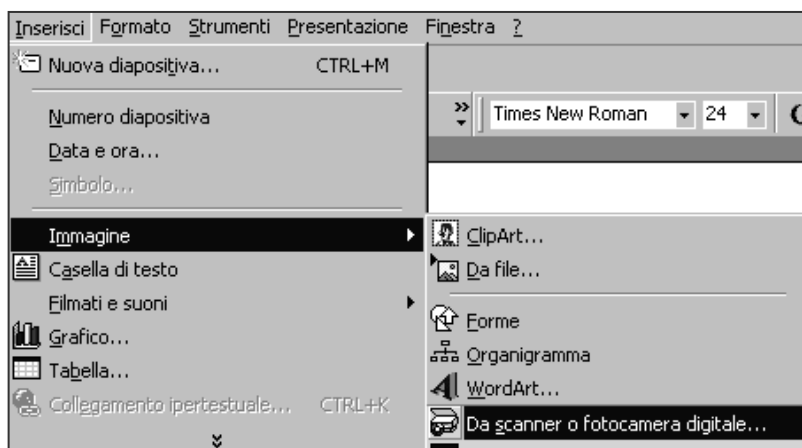 Inserisci Formato Strumenti Presentazione Finestra ?
Nuova diapositiva... CTRL+M
Numero diapositiva
Data e ora...
Simbolo...
Times New Roman 24
Immagine
Casella di testo
Filmati e suoni
Grafico...
Tabella...
Collegamento ipertestuale... CTRL+K
ClipArt...
Da file...
Forme
Organigramma
WordArt...
Da scanner o fotocamera digitale...